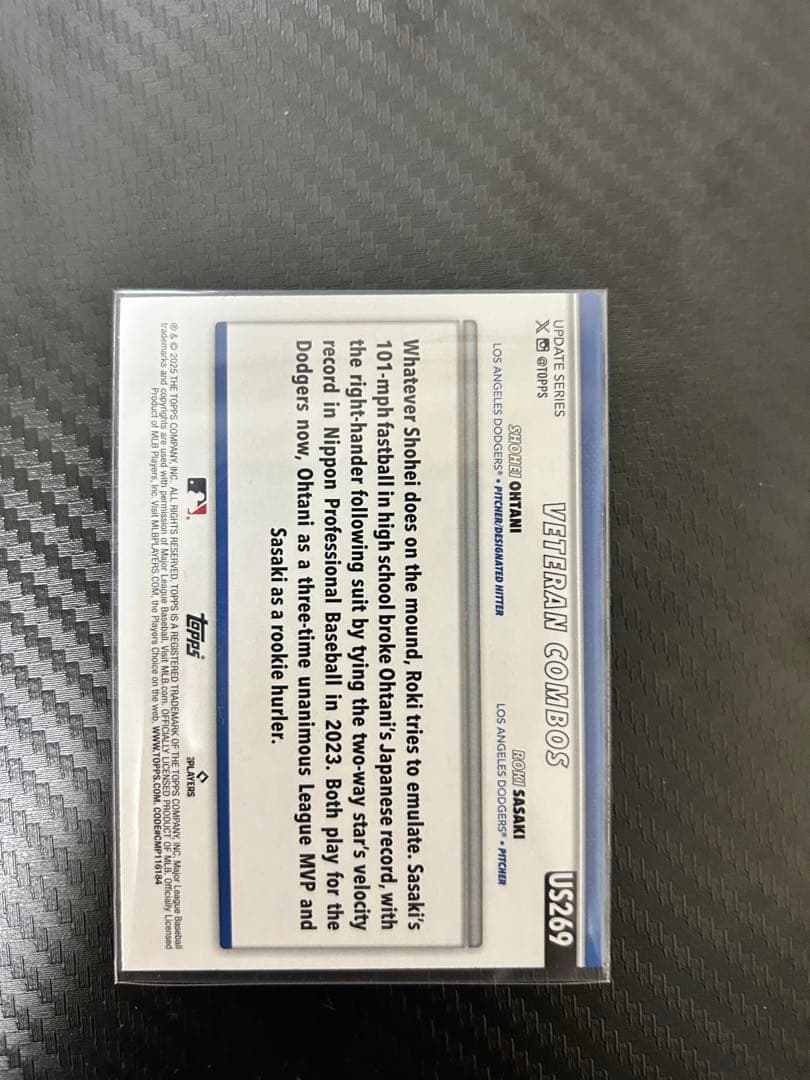 UPDATE SERIES
X @TOPPS
VETERAN COMBOS
US269
SHOHEI OHTANI
LOS ANGELES DODGERS® • PITCHER/DESIGNATED HITTER
ROKI SASAKI
LOS ANGELES DODGERS® • PITCHER
Whatever Shohei does on the mound, Roki tries to emulate. Sasaki's
101-mph fastball in high school broke Ohtani's Japanese record, with
the right-hander following suit by tying the two-way star's velocity
record in Nippon Professional Baseball in 2023. Both play for the
Dodgers now, Ohtani as a three-time unanimous League MVP and
Sasaki as a rookie hurler.
topps®
PLAYERS
® & © 2025 THE TOPPS COMPANY, INC. ALL RIGHTS RESERVED. TOPPS IS A REGISTERED TRADEMARK OF THE TOPPS COMPANY, INC. Major League Baseball
trademarks and copyrights are used with permission of Major League Baseball. Visit MLB.com. OFFICIALLY LICENSED PRODUCT OF MLB. Officially Licensed
Product of MLB Players, Inc. Visit MLBPLAYERS.COM, the Players Choice on the web. WWW.TOPPS.COM. CODE#CMP116184